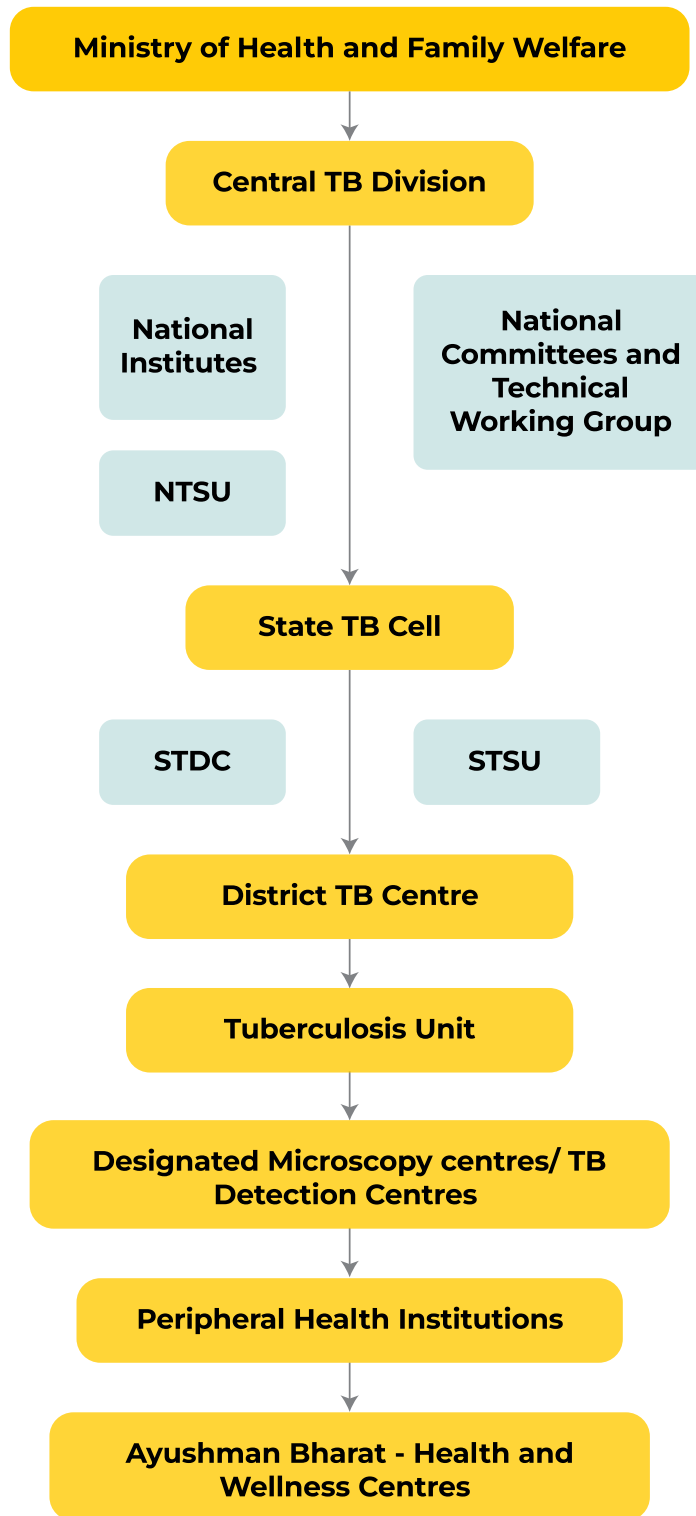 Ministry of Health and Family Welfare
Central TB Division
National
Institutes
National
Committees and
Technical
Working Group
NTSU
State TB Cell
STDC
STSU
District TB Centre
Tuberculosis Unit
Designated Microscopy centres/ TB
Detection Centres
Peripheral Health Institutions
Ayushman Bharat - Health and
Wellness Centres